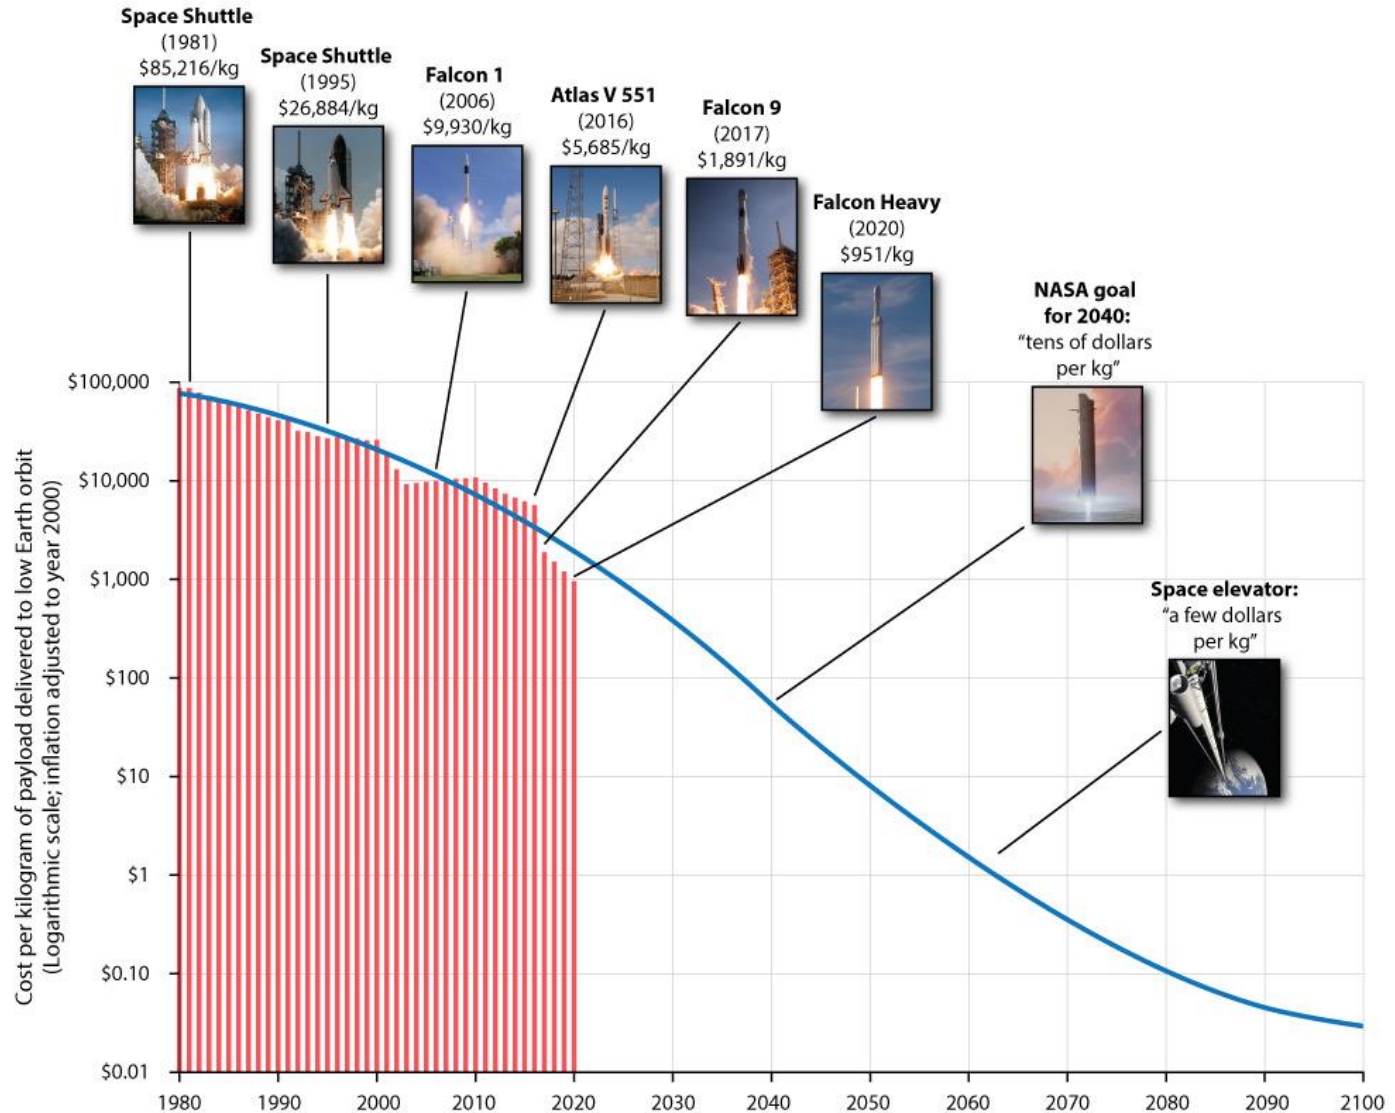 Space Shuttle
(1981)
$85,216/kg
Space Shuttle
(1995)
$26,884/kg
Falcon 1
(2006)
$9,930/kg
Atlas V 551
(2016)
$5,685/kg
Falcon 9
(2017)
$1,891/kg
Falcon Heavy
(2020)
$951/kg
NASA goal
for 2040:
“tens of dollars
per kg”
Space elevator:
“a few dollars
per kg”
Cost per kilogram of payload delivered to low Earth orbit
(Logarithmic scale; inflation adjusted to year 2000)
$100,000
$10,000
$1,000
$100
$10
$1
$0.10
$0.01
1980
1990
2000
2010
2020
2030
2040
2050
2060
2070
2080
2090
2100